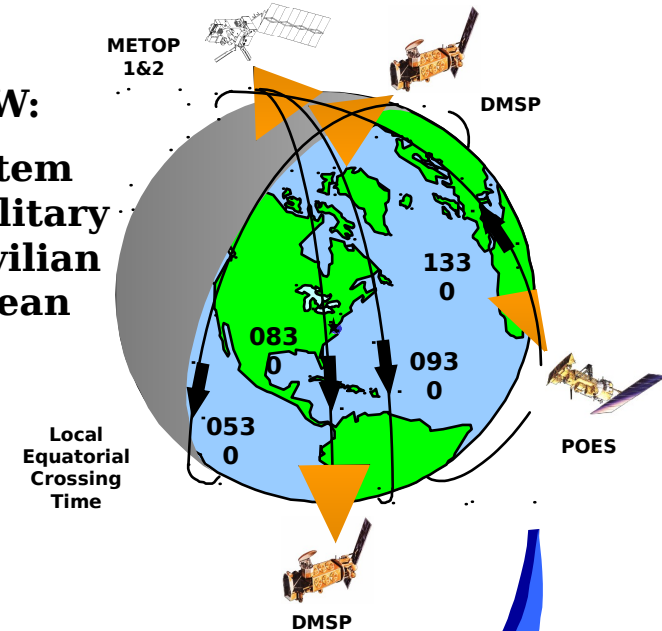 METOP
1&2
DMSP
W:
tem
litary
vilian
ean
133
0
083
0
093
0
053
0
Local
Equatorial
Crossing
Time
POES
DMSP